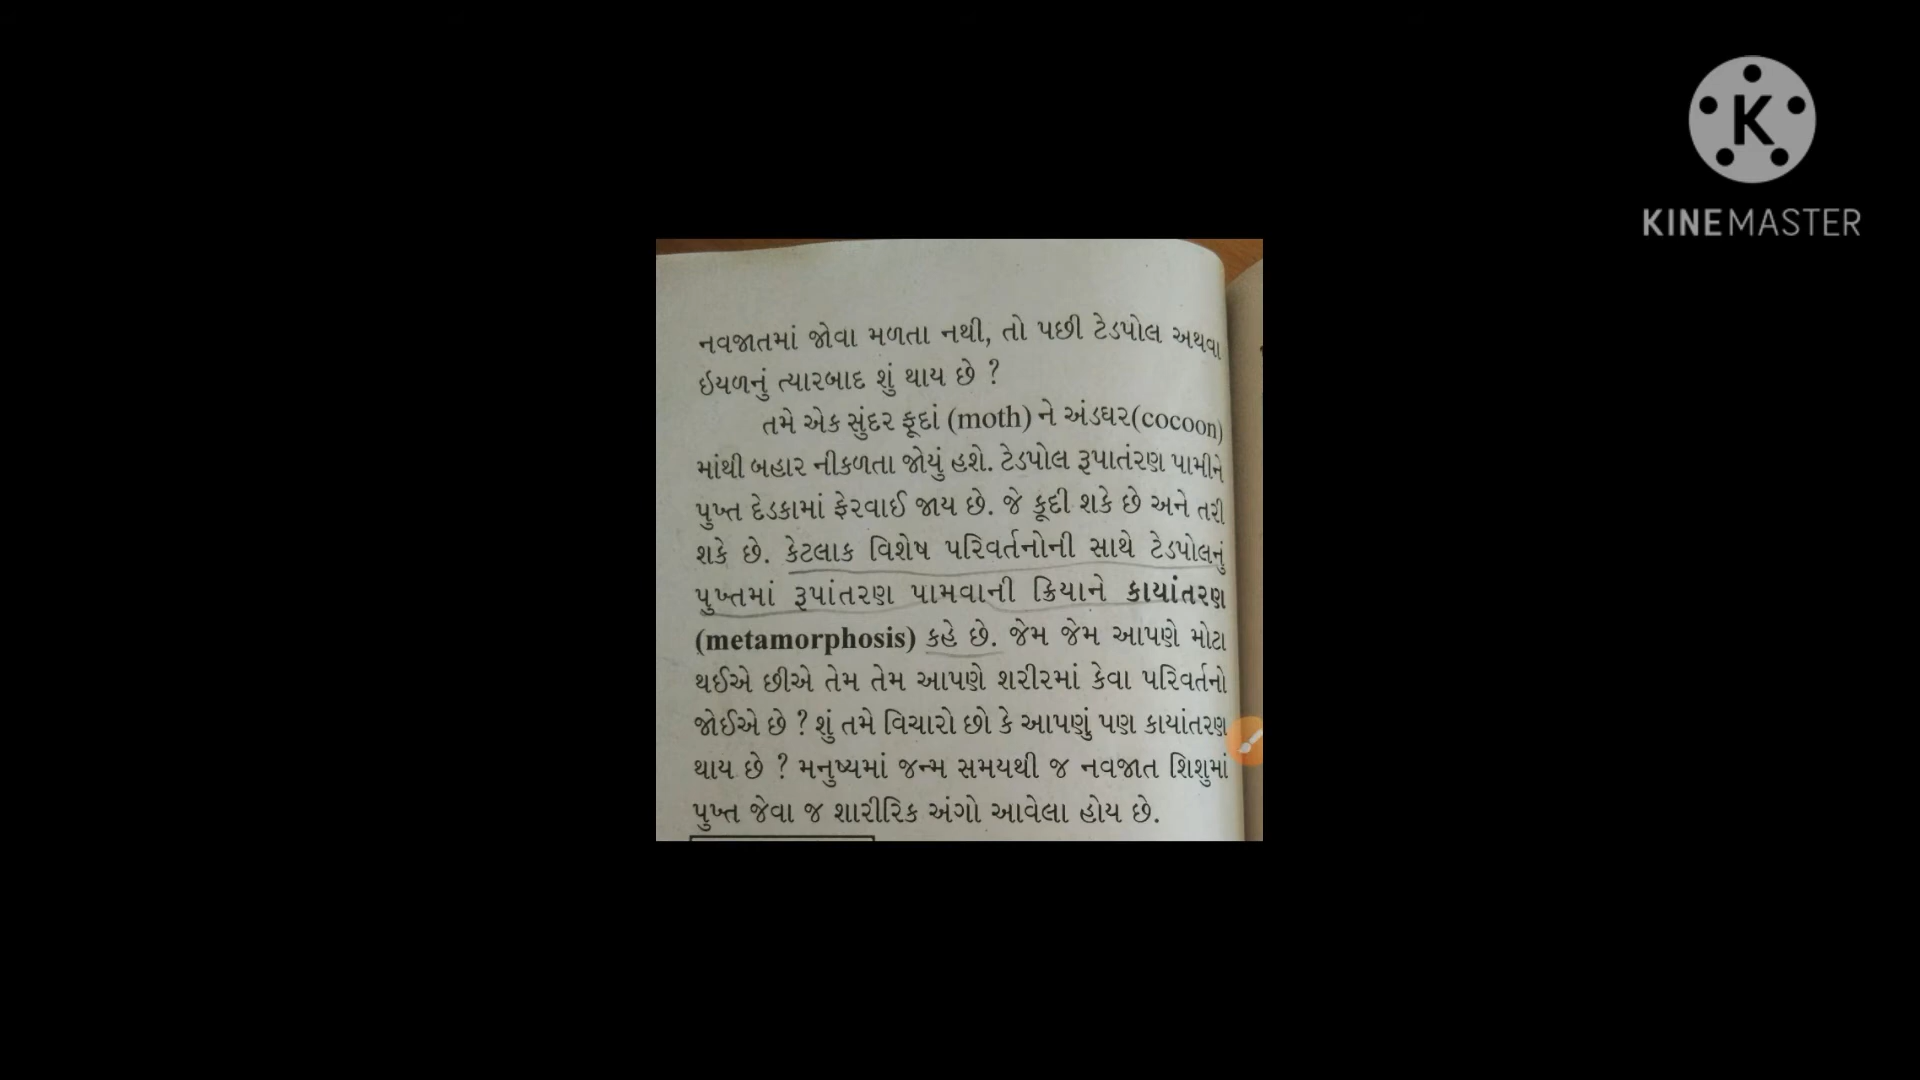 K
KINEMASTER
નવજાતમાં જોવા મળતા નથી, તો પછી ટેડપોલ અથવા
ઇયળનું ત્યારબાદ શું થાય છે ?
તમે એક સુંદર ફૂદાં (moth) ને અંડઘર(cocoon)
માંથી બહાર નીકળતા જોયું હશે. ટેડપોલ રૂપાતંરણ પામીને
પુખ્ત દેડકામાં ફેરવાઈ જાય છે. જે કૂદી શકે છે અને તરી
શકે છે. કેટલાક વિશેષ પરિવર્તનોની સાથે ટેડપોલનું
પુખ્તમાં રૂપાંતરણ પામવાની ક્રિયાને કાયાંતરણ
(metamorphosis) કહે છે. જેમ જેમ આપણે મોટા
થઈએ છીએ તેમ તેમ આપણે શરીરમાં કેવા પરિવર્તનો
જોઈએ છે ? શું તમે વિચારો છો કે આપણું પણ કાયાંતરણ
થાય છે ? મનુષ્યમાં જન્મ સમયથી જ નવજાત શિશુમાં
પુખ્ત જેવા જ શારીરિક અંગો આવેલા હોય છે.